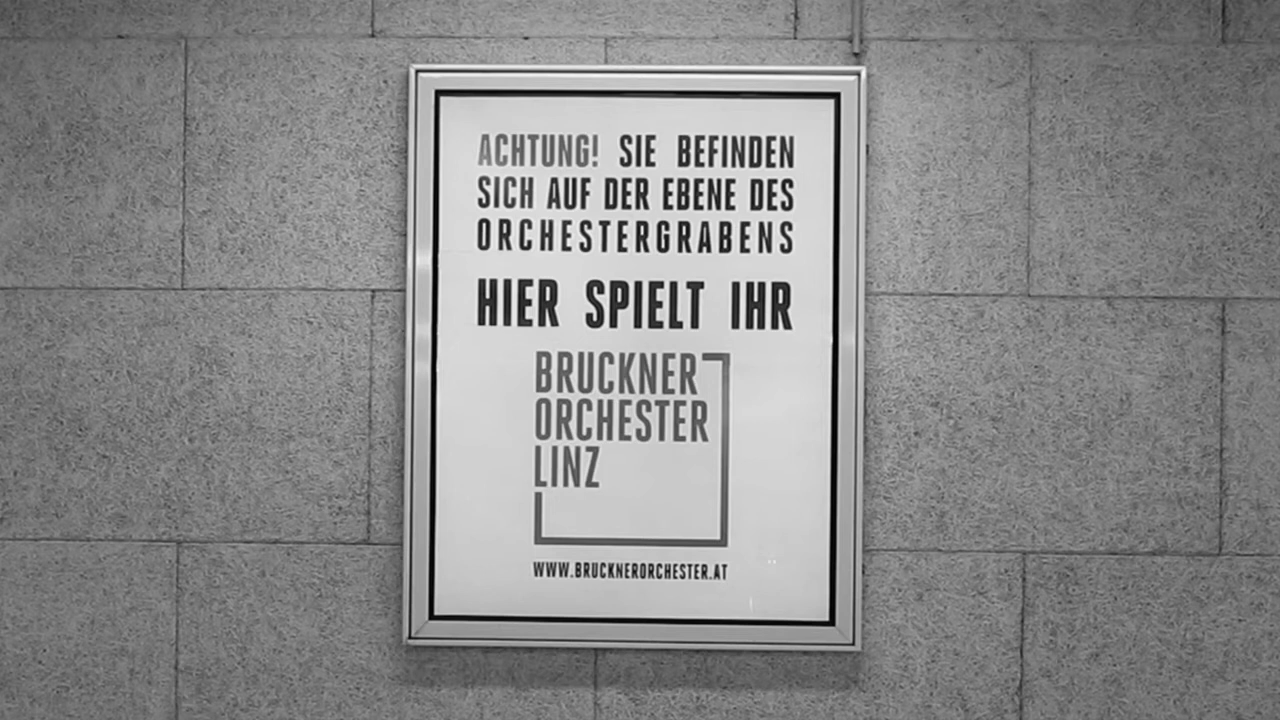 ACHTUNG! SIE BEFINDEN
SICH AUF DER EBENE DES
ORCHESTERGRABENS
HIER SPIELT IHR
BRUCKNER
ORCHESTER
LINZ
WWW.BRUCKNERORCHESTER.AT